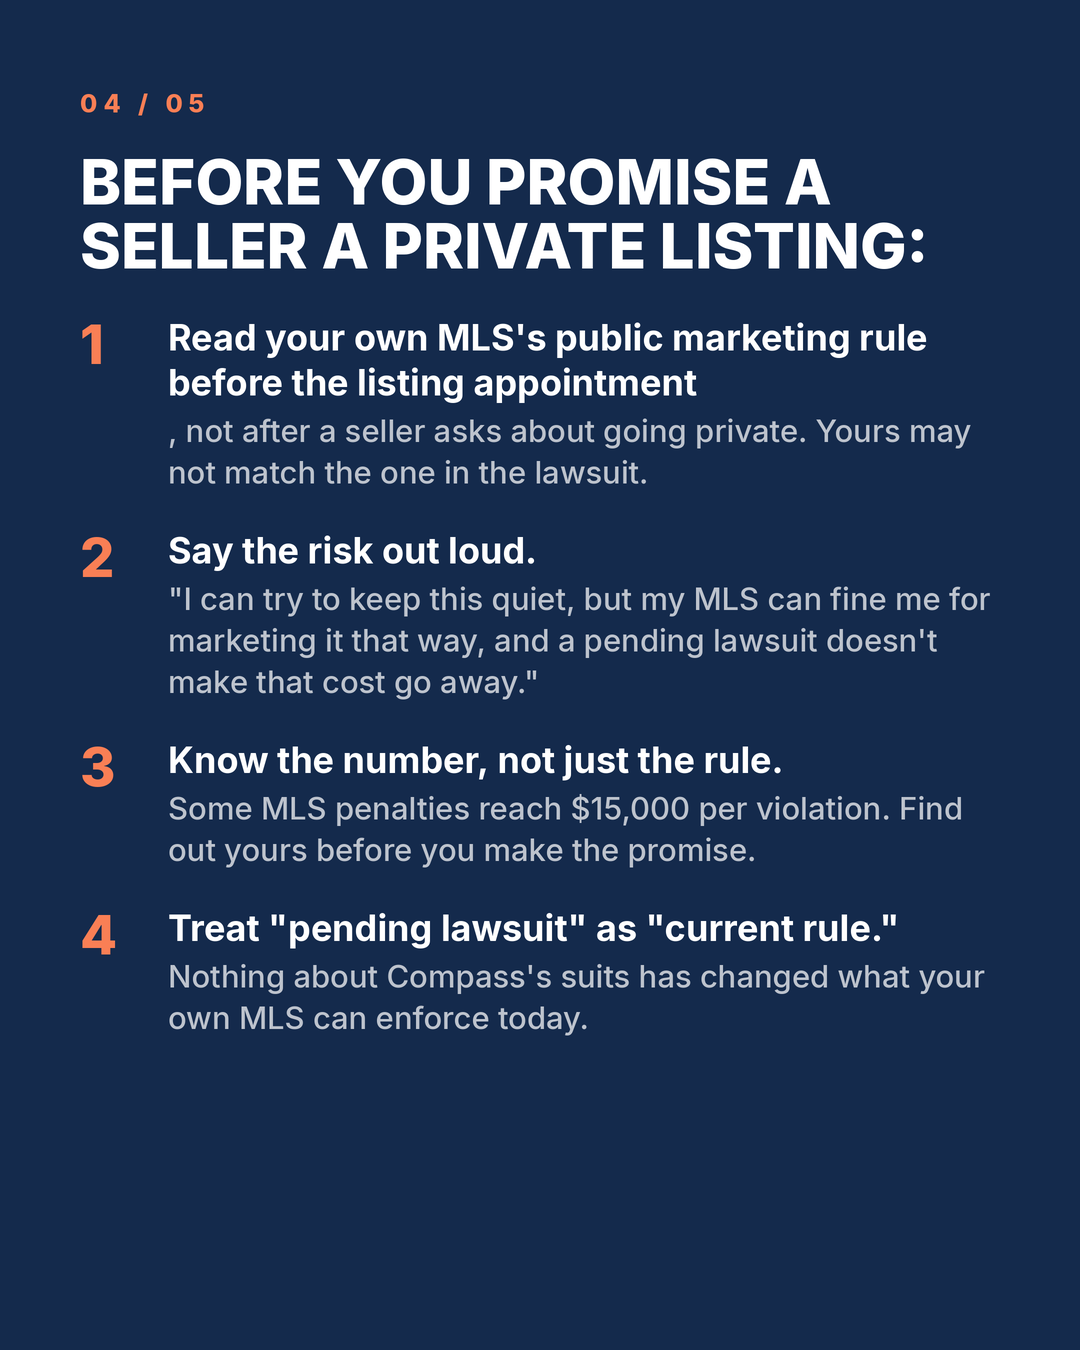 04 / 05
BEFORE YOU PROMISE A
SELLER A PRIVATE LISTING:
1
Read your own MLS's public marketing rule
before the listing appointment
, not after a seller asks about going private. Yours may
not match the one in the lawsuit.
2
Say the risk out loud.
"I can try to keep this quiet, but my MLS can fine me for
marketing it that way, and a pending lawsuit doesn't
make that cost go away."
3
Know the number, not just the rule.
Some MLS penalties reach $15,000 per violation. Find
out yours before you make the promise.
4
Treat "pending lawsuit" as "current rule."
Nothing about Compass's suits has changed what your
own MLS can enforce today.